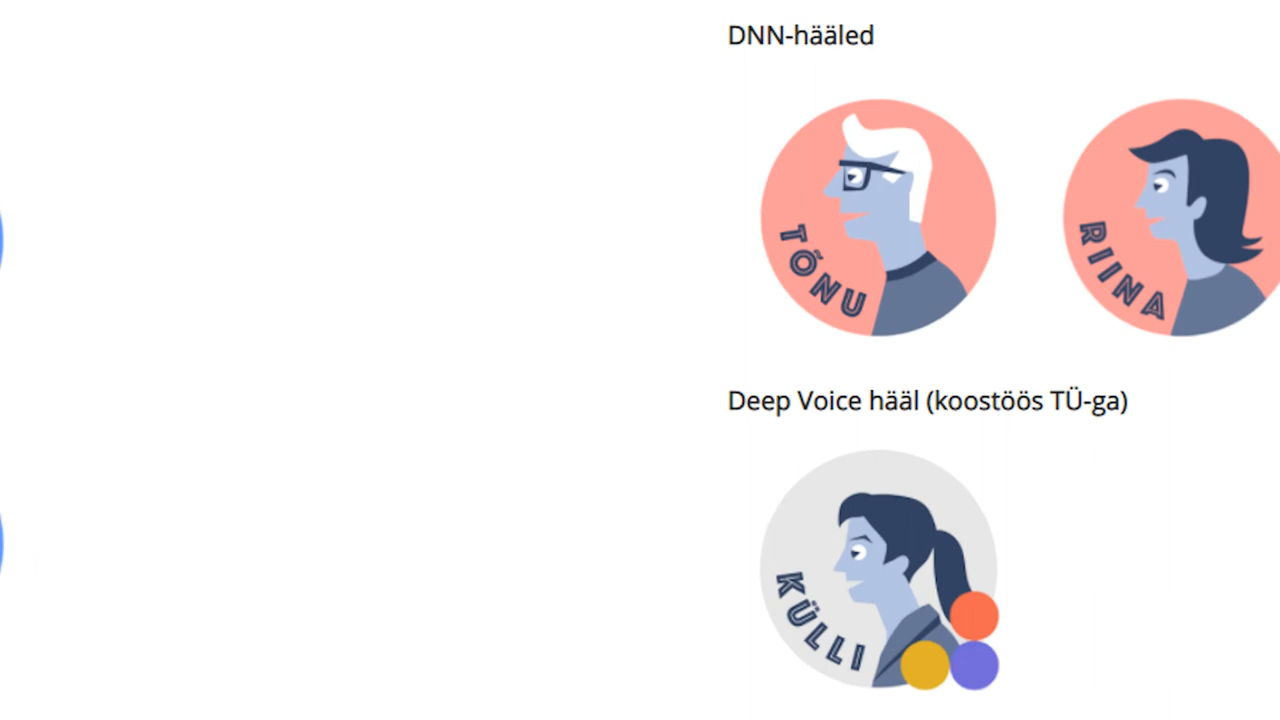 DNN-hääled
TÕNU
RIINA
Deep Voice hääl (koostöös TÜ-ga)
KÜLLI